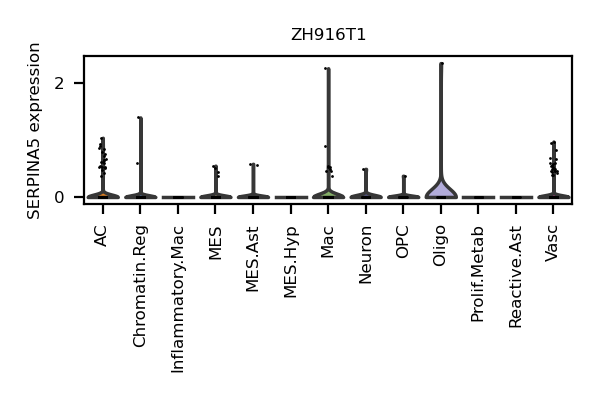 ZH916T1
SERPINA5 expression
2
0
AC
Chromatin.Reg
Inflammatory.Mac
MES
MES.Ast
MES.Hyp
Mac
Neuron
OPC
Oligo
Prolif.Metab
Reactive.Ast
Vasc